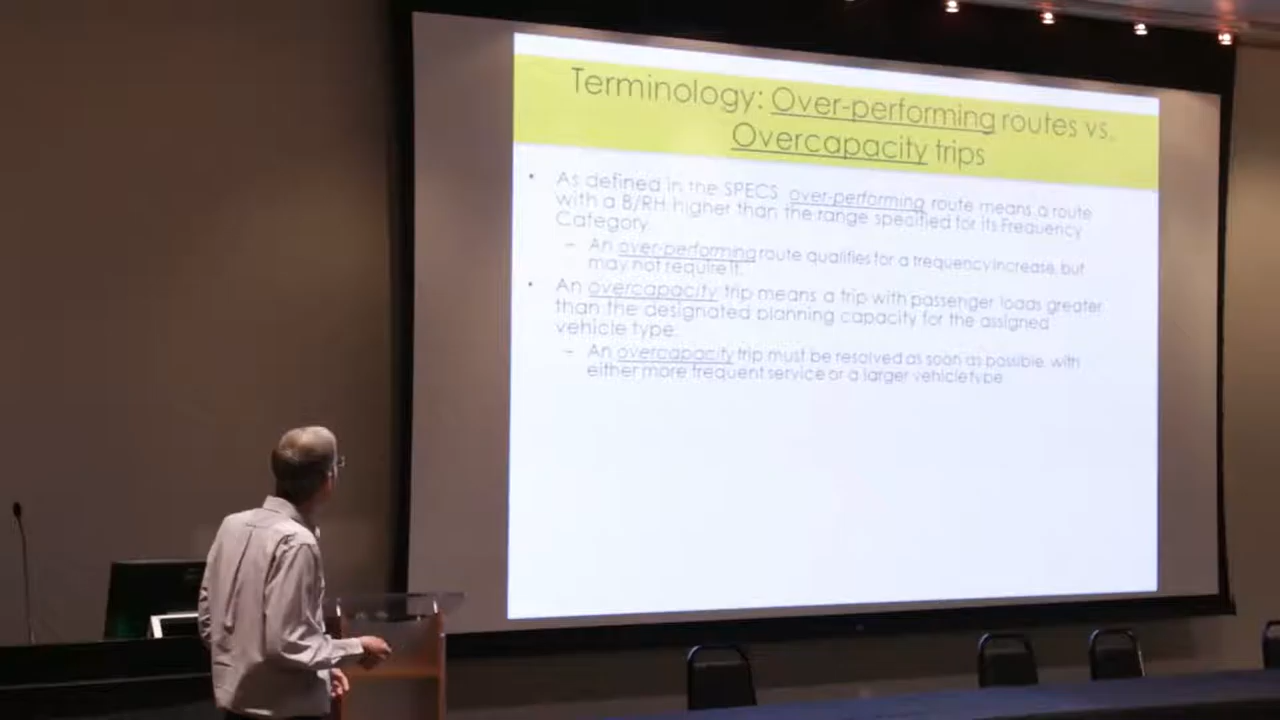 Terminology: Over-performing routes vs.
Overcapacity trips
• As defined in the SPECS over-performing route means a route
with a B/RH higher than the range specified for its Frequency
Category.
– An over-performing route qualifies for a frequency increase, but
may not require it.
• An overcapacity trip means a trip with passenger loads greater
than the designated planning capacity for the assigned
vehicle type.
– An overcapacity trip must be resolved as soon as possible, with
either more frequent service or a larger vehicle type